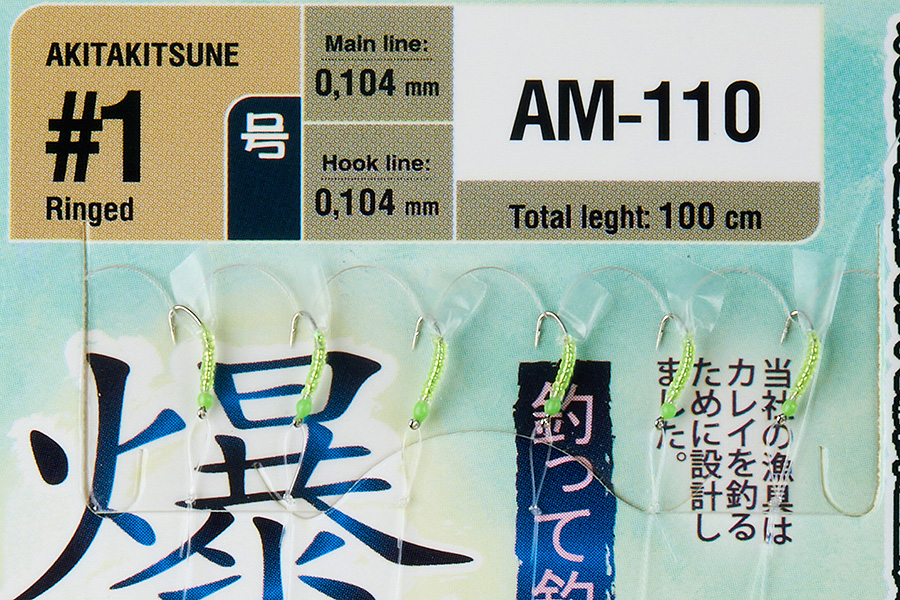 AKITAKITSUNE
#1
Ringed
号
Main line:
0,104 mm
Hook line:
0,104 mm
AM-110
Total leght: 100 cm
爆
釣って釣
当社の漁具は
カレイを釣る
ために設計し
ました。